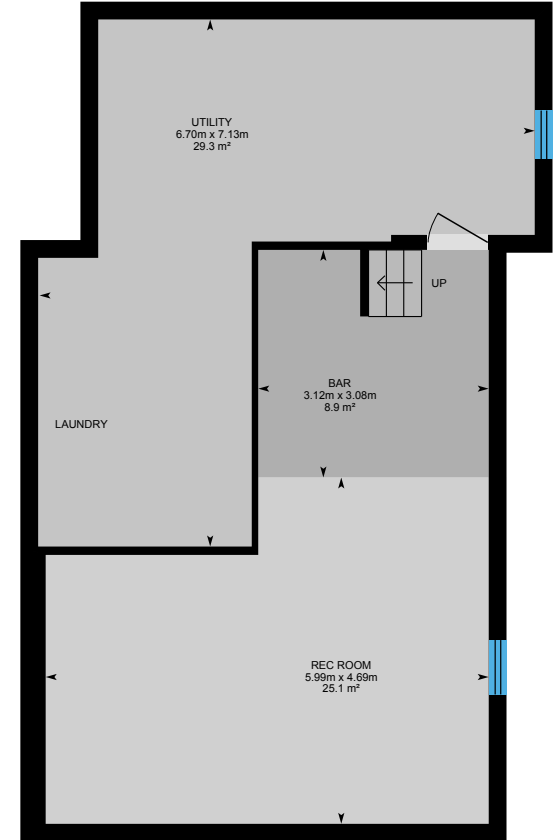 UTILITY
6.70m x 7.13m
29.3 m²
UP
BAR
3.12m x 3.08m
8.9 m²
LAUNDRY
REC ROOM
5.99m x 4.69m
25.1 m²